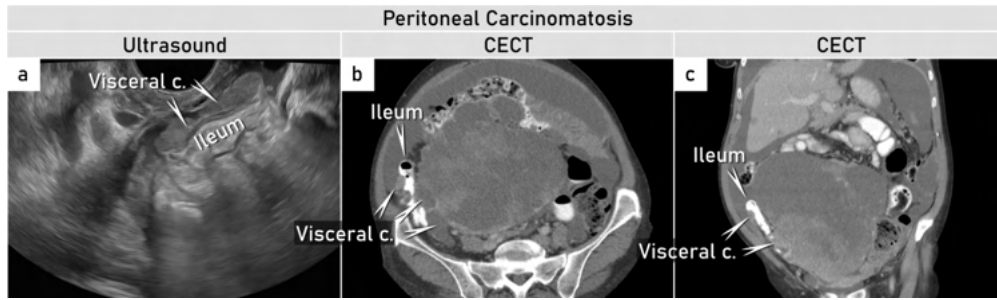 Peritoneal Carcinomatosis
Ultrasound
CECT
CECT
a
Visceral c.
Ileum
b
Ileum
Visceral c.
c
Ileum
Visceral c.